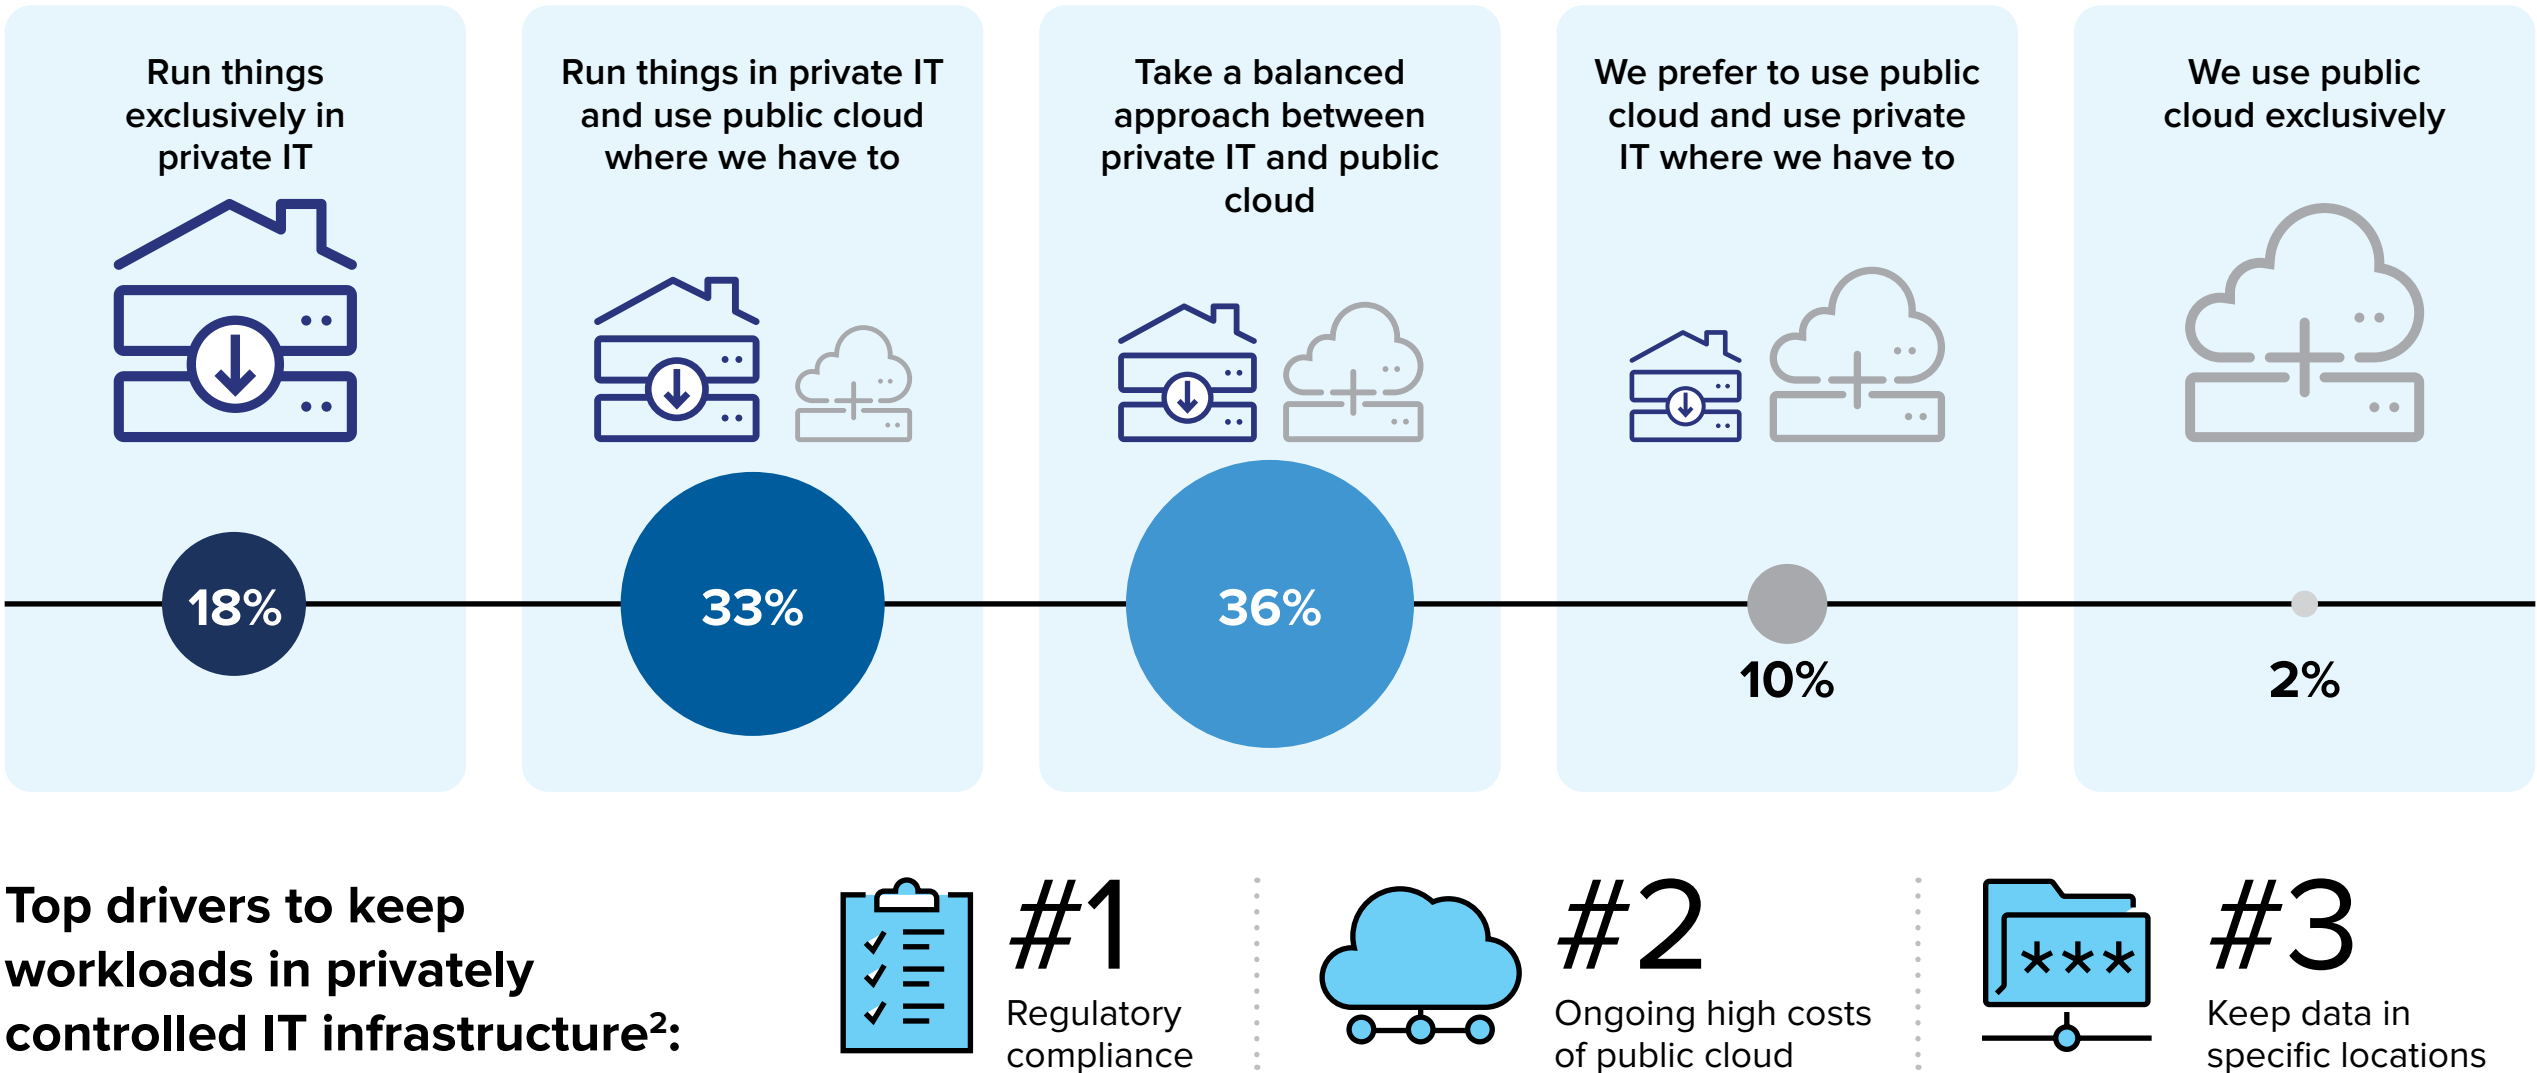 Run things
exclusively in
private IT
Run things in private IT
and use public cloud
where we have to
Take a balanced
approach between
private IT and public
cloud
We prefer to use public
cloud and use private
IT where we have to
We use public
cloud exclusively
18%
33%
36%
10%
2%
Top drivers to keep
workloads in privately
controlled IT infrastructure²:
#1
Regulatory
compliance
#2
Ongoing high costs
of public cloud
***
#3
Keep data in
specific locations